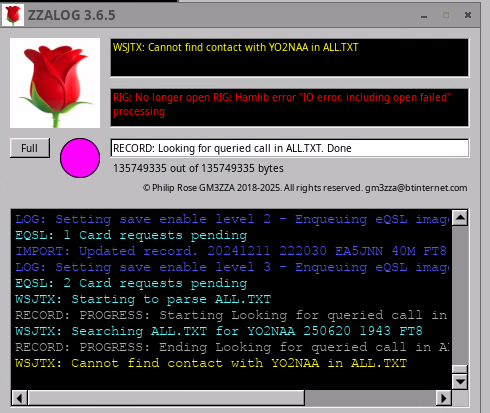 ZZALOG 3.6.5
WSJTX: Cannot find contact with YO2NAA in ALL.TXT
RIG: No longer open RIG: Hamlib error "IO error, including open failed"
processing
Full
RECORD: Looking for queried call in ALL.TXT. Done
135749335 out of 135749335 bytes
© Philip Rose GM3ZZA 2018-2025. All rights reserved. gm3zza@btinternet.com
LOG: Setting save enable level 2 - Enqueuing eQSL imag
EQSL: 1 Card requests pending
IMPORT: Updated record. 20241211 222030 EA5JNN 40M FT8
LOG: Setting save enable level 3 - Enqueuing eQSL imag
EQSL: 2 Card requests pending
WSJTX: Starting to parse ALL.TXT
RECORD: PROGRESS: Starting Looking for queried call in
WSJTX: Searching ALL.TXT for YO2NAA 250620 1943 FT8
RECORD: PROGRESS: Ending Looking for queried call in A
WSJTX: Cannot find contact with YO2NAA in ALL.TXT